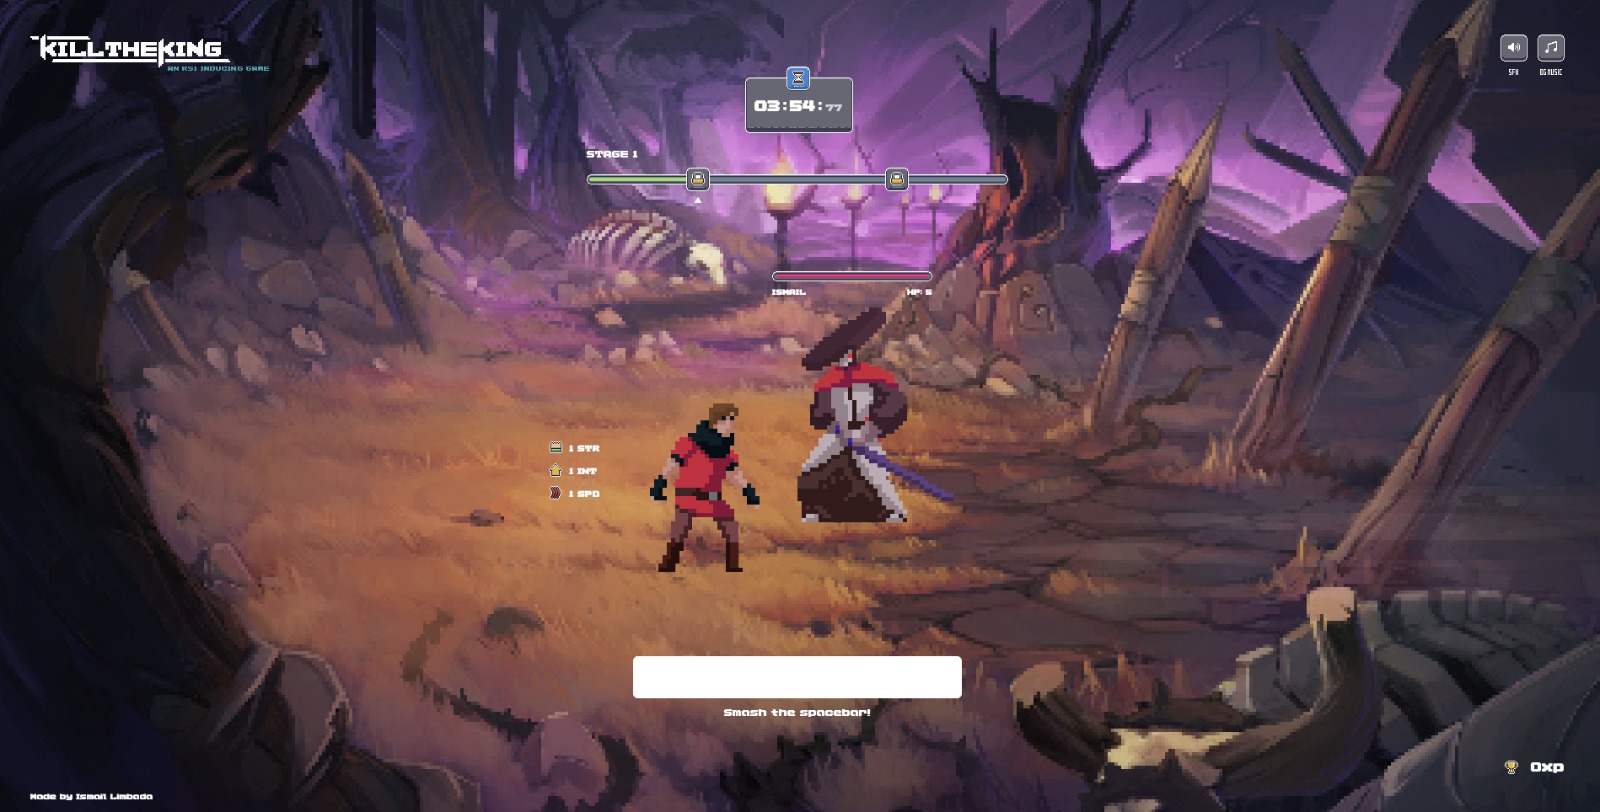 KILLTHEKING
AN RSI INDUCING GAME
SFX
BG MUSIC
03:54:77
STAGE 1
ISMAIL
HP: 5
1 STR
1 INT
1 SPD
Smash the spacebar!
0xp
Made by Ismail Limbada